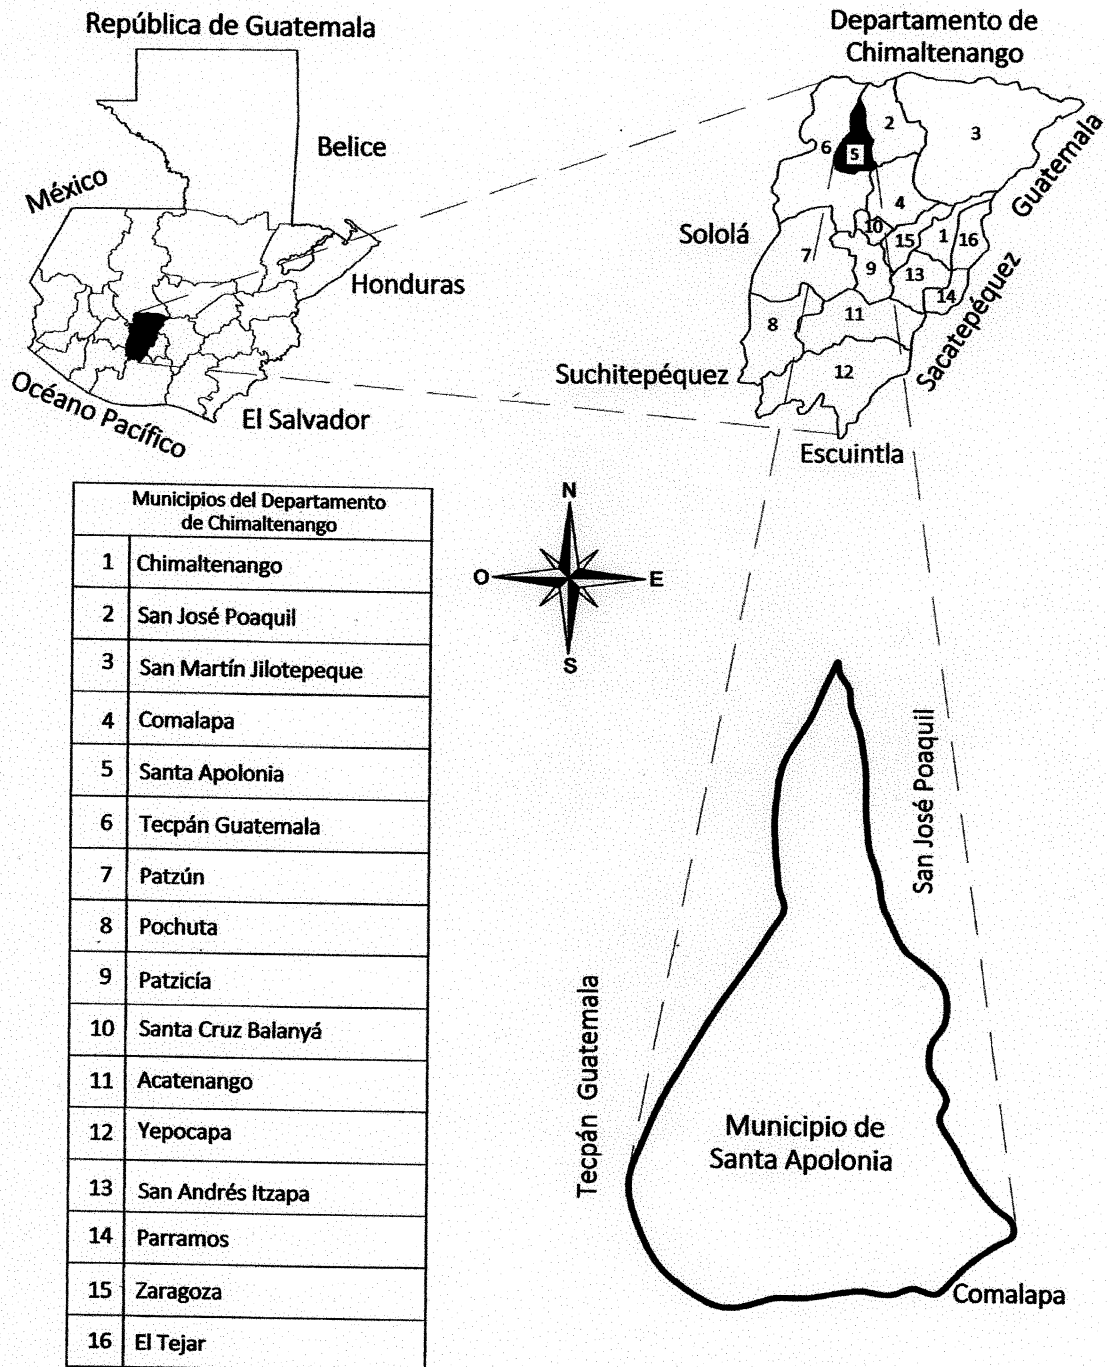 República de Guatemala
Belice
México
Honduras
Océano Pacífico
El Salvador
Departamento de
Chimaltenango
2
3
6
5
Guatemala
4
Sololá
10
15
1
16
7
9
13
14
Sacatepéquez
8
11
Suchitepéquez
12
Escuintla
Municipios del Departamento
de Chimaltenango
1 Chimaltenango
2 San José Poaquil
3 San Martín Jilotepeque
4 Comalapa
5 Santa Apolonia
6 Tecpán Guatemala
7 Patzún
8 Pochuta
9 Patzicía
10 Santa Cruz Balanyá
11 Acatenango
12 Yepocapa
13 San Andrés Itzapa
14 Parramos
15 Zaragoza
16 El Tejar
N
O
E
S
San José Poaquil
Tecpán Guatemala
Municipio de
Santa Apolonia
Comalapa